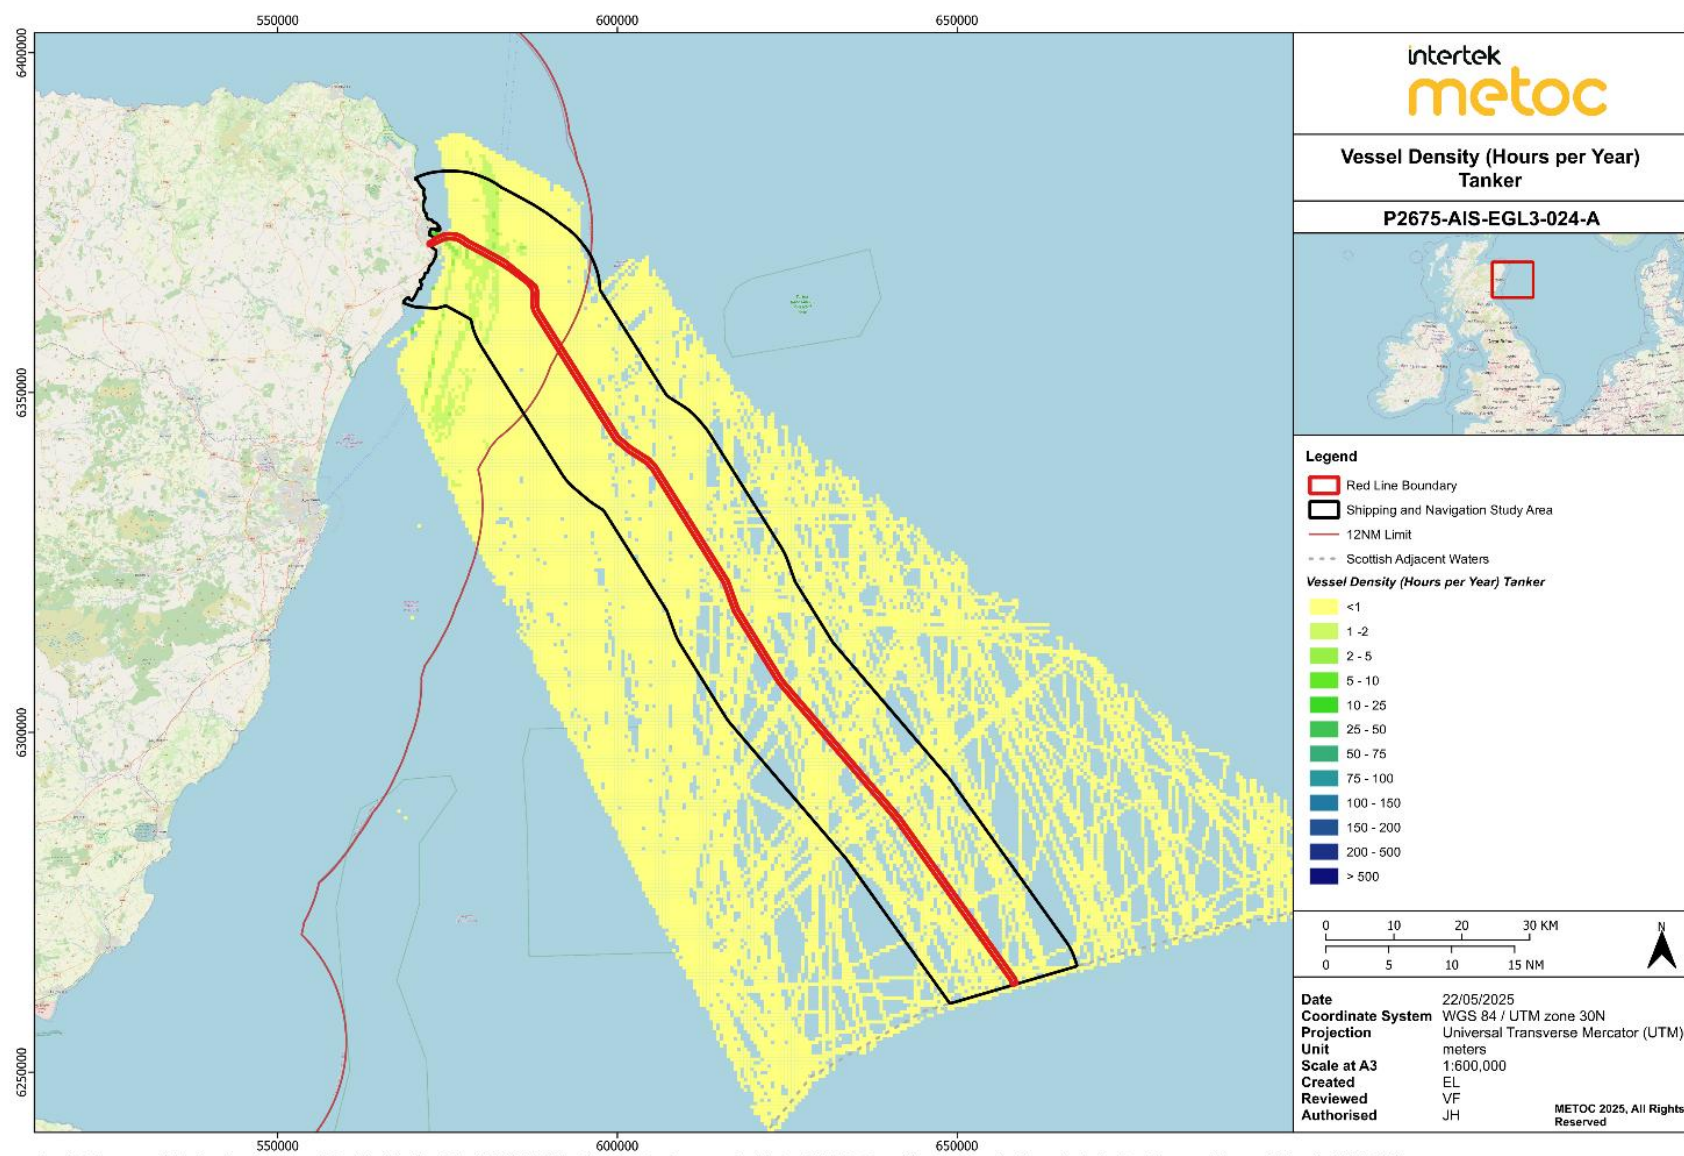 550000
600000
650000
6400000
6350000
6300000
6250000
550000
600000
650000
intertek
metoc
Vessel Density (Hours per Year)
Tanker
P2675-AIS-EGL3-024-A
Legend
Red Line Boundary
Shipping and Navigation Study Area
12NM Limit
Scottish Adjacent Waters
Vessel Density (Hours per Year) Tanker
<1
1 -2
2 - 5
5 - 10
10 - 25
25 - 50
50 - 75
75 - 100
100 - 150
150 - 200
200 - 500
> 500
0 10 20 30 KM
0 5 10 15 NM
N
Date 22/05/2025
Coordinate System WGS 84 / UTM zone 30N
Projection Universal Transverse Mercator (UTM)
Unit meters
Scale at A3 1:600,000
Created EL
Reviewed VF
Authorised JH
METOC 2025, All Rights
Reserved